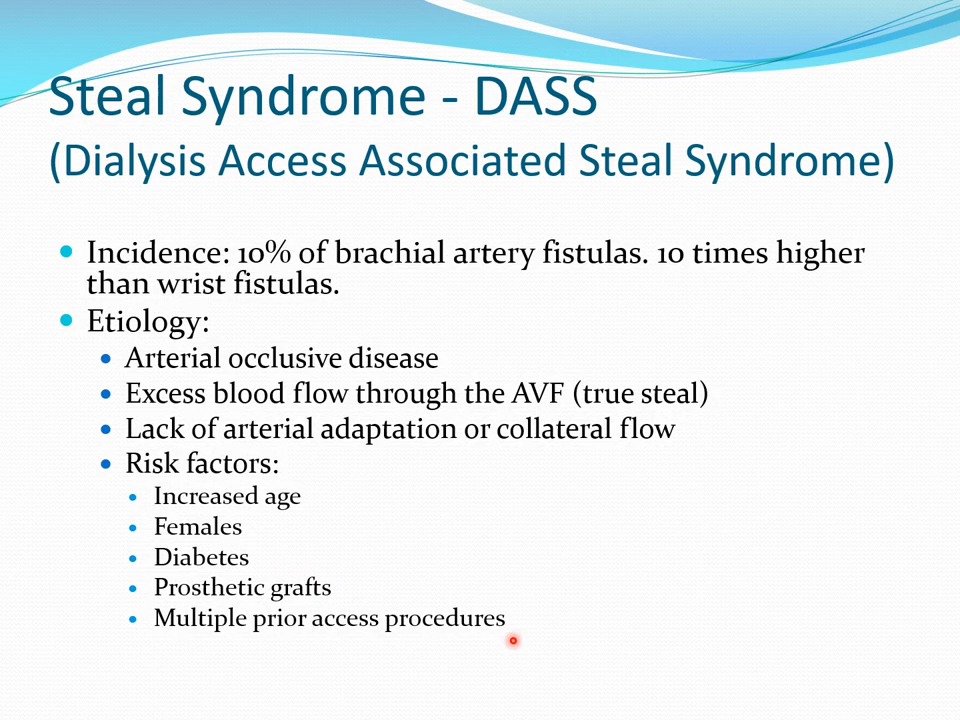 Steal Syndrome - DASS
(Dialysis Access Associated Steal Syndrome)
Incidence: 10% of brachial artery fistulas. 10 times higher
than wrist fistulas.
Etiology:
Arterial occlusive disease
Excess blood flow through the AVF (true steal)
Lack of arterial adaptation or collateral flow
Risk factors:
Increased age
Females
Diabetes
Prosthetic grafts
Multiple prior access procedures